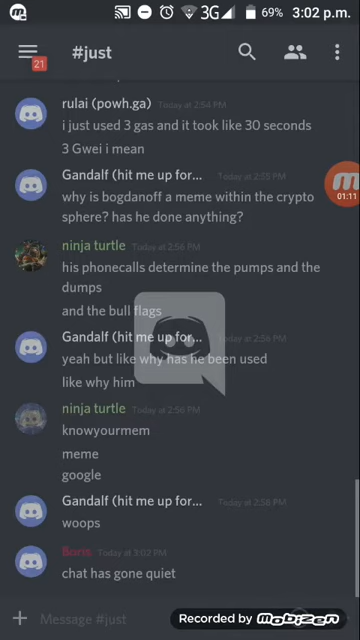 3G 69% 3:02 p.m.
21
#just
rulai (powh.ga) Today at 2:54 PM
i just used 3 gas and it took like 30 seconds
3 Gwei i mean
Gandalf (hit me up for... Today at 2:55 PM
why is bogdanoff a meme within the crypto
sphere? has he done anything?
01:11
ninja turtle Today at 2:56 PM
his phonecalls determine the pumps and the
dumps
and the bull flags
Gandalf (hit me up for... Today at 2:56 PM
yeah but like why has he been used
like why him
ninja turtle Today at 2:56 PM
knowyourmem
meme
google
Gandalf (hit me up for... Today at 2:58 PM
woops
Boris Today at 3:02 PM
chat has gone quiet
Message #just
Recorded by mobizen